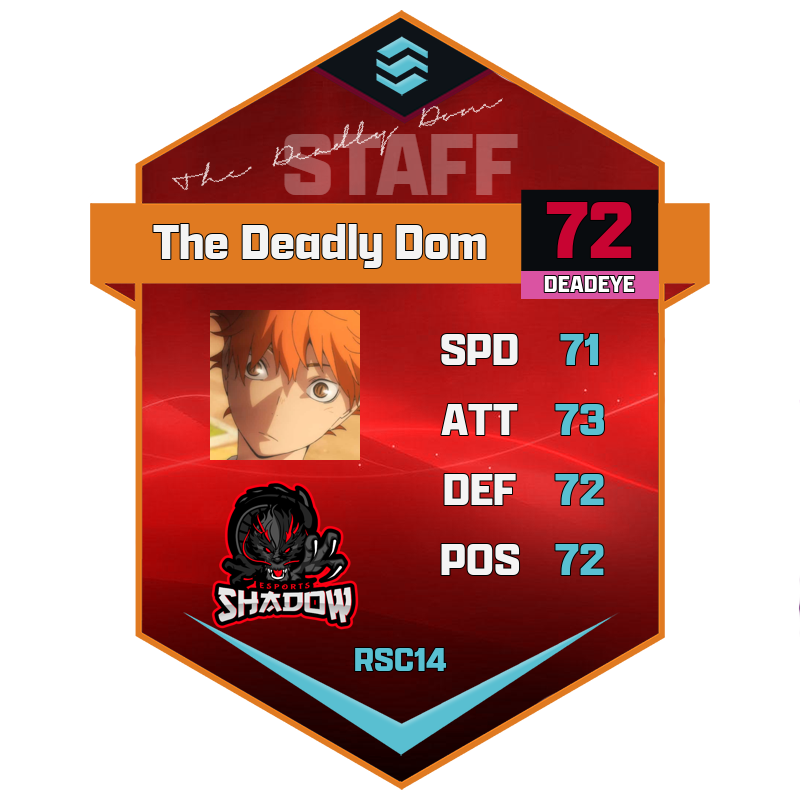 The Deadly Dom
STAFF
The Deadly Dom
72
DEADEYE
SPD 71
ATT 73
DEF 72
POS 72
ESPORTS
SHADOW
RSC14